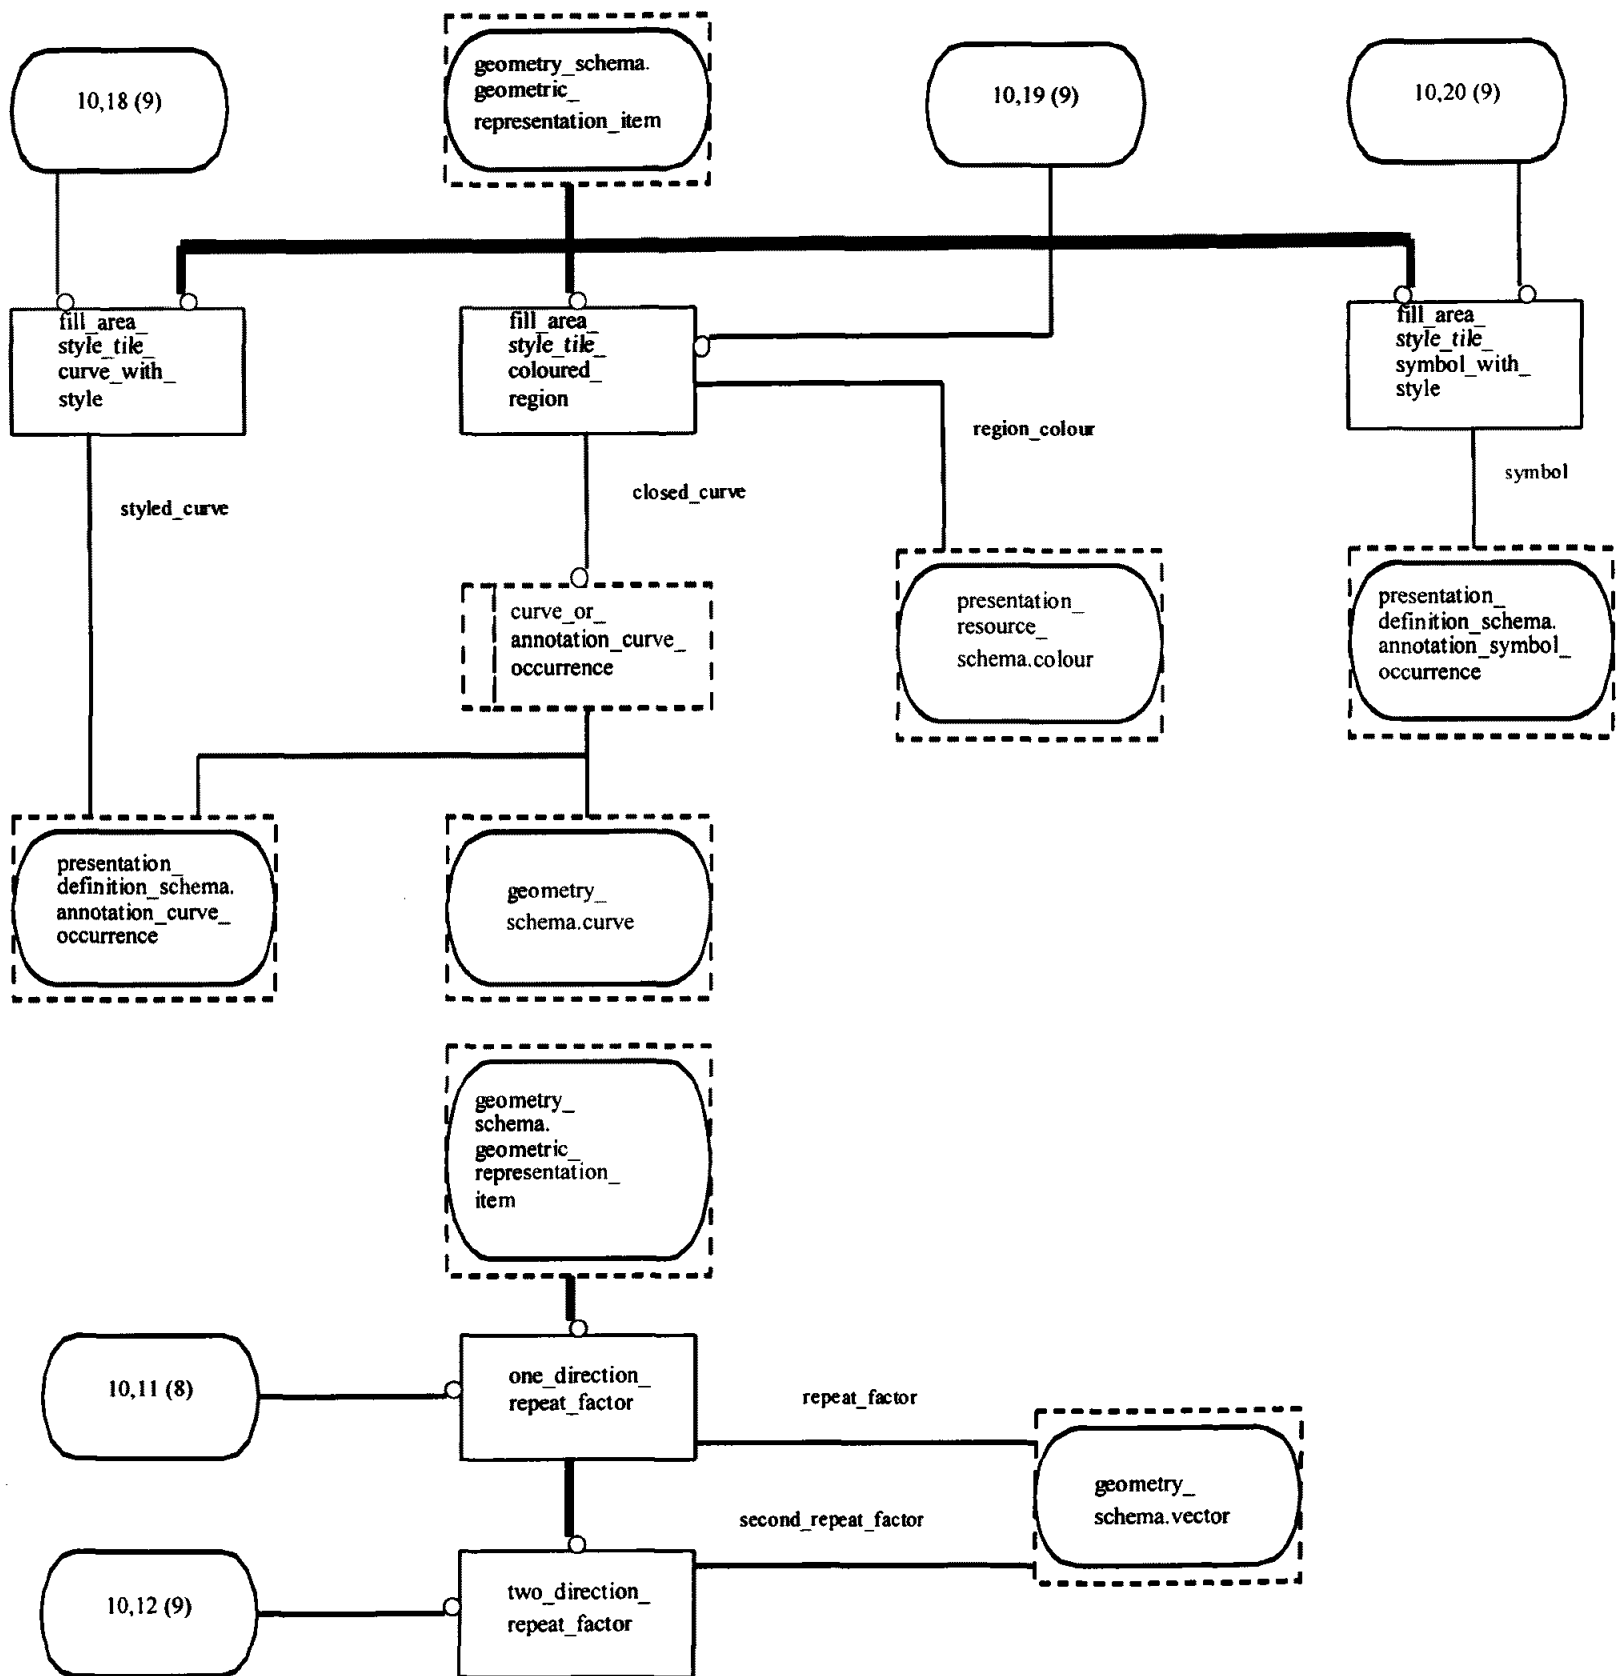 10,18 (9)
geometry_schema.
geometric_
representation_item
10,19 (9)
10,20 (9)
fill_area_
style_tile_
curve_with_
style
fill_area_
style_tile_
coloured_
region
fill_area_
style_tile_
symbol_with_
style
region_colour
styled_curve
closed_curve
symbol
curve_or_
annotation_curve_
occurrence
presentation_
resource_
schema.colour
presentation_
definition_schema.
annotation_symbol_
occurrence
presentation_
definition_schema.
annotation_curve_
occurrence
geometry_
schema.curve
geometry_
schema.
geometric_
representation_
item
10,11 (8)
one_direction_
repeat_factor
repeat_factor
geometry_
schema.vector
second_repeat_factor
10,12 (9)
two_direction_
repeat_factor